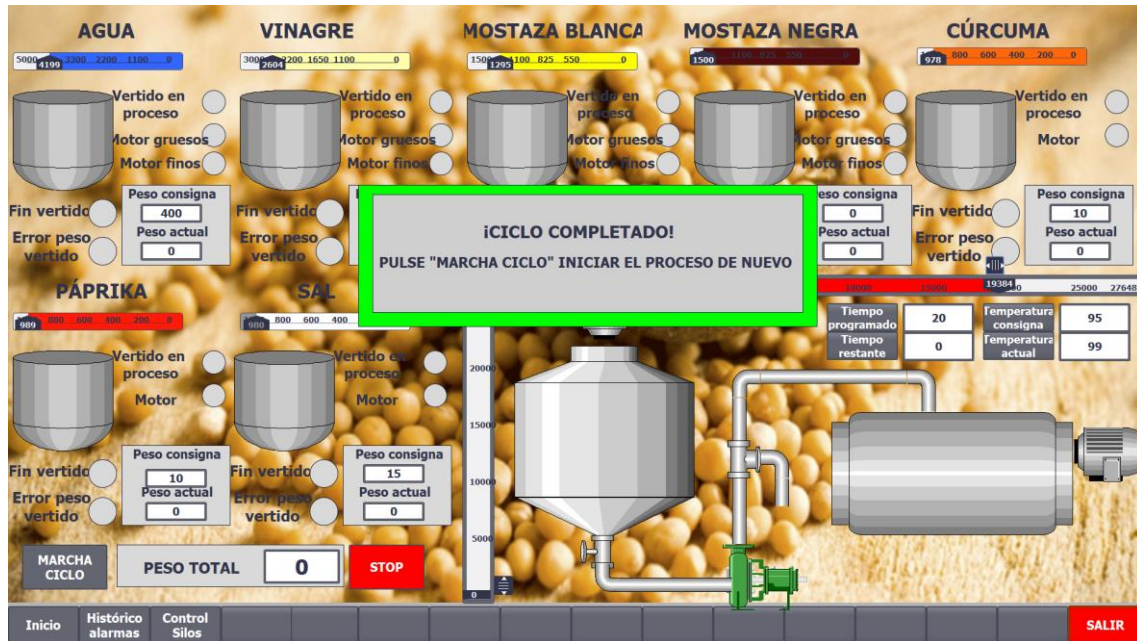 AGUA
VINAGRE
MOSTAZA BLANCA
MOSTAZA NEGRA
CÚRCUMA
4199 3300 2200 1100 0
2604 2200 1650 1100 0
1295 1100 825 550 0
1500 1100 825 550 0
978 800 600 400 200 0
Vertido en
proceso
Motor gruesos
Motor finos
Vertido en
proceso
Motor gruesos
Motor finos
Vertido en
proceso
Motor gruesos
Motor finos
Vertido en
proceso
Motor gruesos
Motor finos
Vertido en
proceso
Motor
Fin vertido
Error peso
vertido
Peso consigna
400
Peso actual
0
Fin vertido
Error peso
vertido
Peso consigna
0
Peso actual
0
Fin vertido
Error peso
vertido
Peso consigna
10
Peso actual
0
¡CICLO COMPLETADO!
PULSE "MARCHA CICLO" INICIAR EL PROCESO DE NUEVO
PÁPRIKA
SAL
989 800 600 400 200 0
980 800 600 400
10000 15000 19384 25000 27648
Tiempo
programado
20
Temperatura
consigna
95
Tiempo
restante
0
Temperatura
actual
99
Vertido en
proceso
Motor
Vertido en
proceso
Motor
20000
15000
10000
5000
0
Fin vertido
Error peso
vertido
Peso consigna
10
Peso actual
0
Fin vertido
Error peso
vertido
Peso consigna
15
Peso actual
0
MARCHA
CICLO
PESO TOTAL
0
STOP
Inicio
Histórico
alarmas
Control
Silos
SALIR